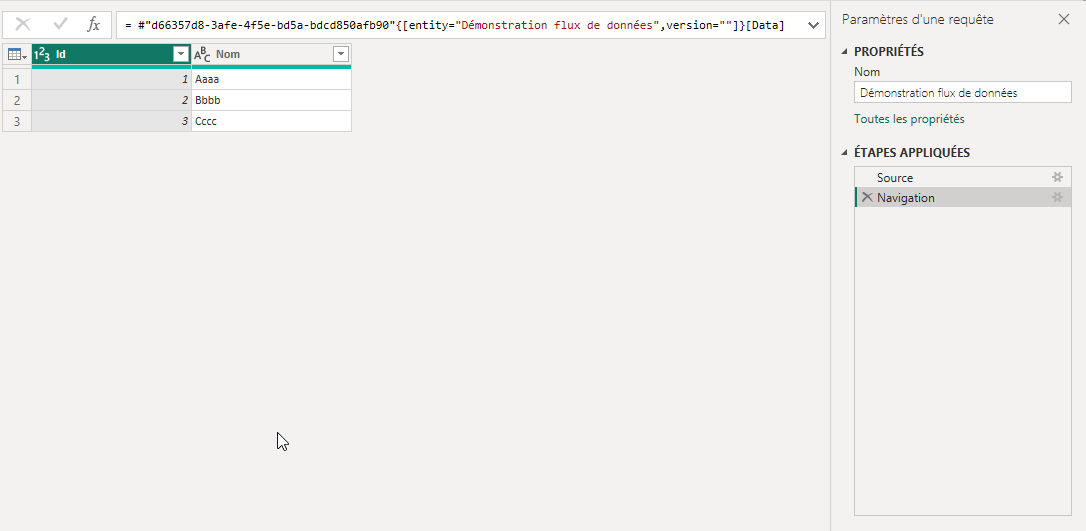 = #"d66357d8-3afe-4f5e-bd5a-bdcd850afb90"{[entity="Démonstration flux de données",version=""]}[Data]
1²3 Id ABC Nom
1 1 Aaaa
2 2 Bbbb
3 3 Cccc
Paramètres d'une requête
PROPRIÉTÉS
Nom
Démonstration flux de données
Toutes les propriétés
ÉTAPES APPLIQUÉES
Source
Navigation